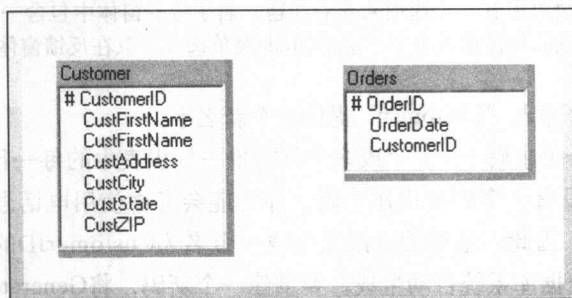 Customer
# CustomerID
CustFirstName
CustFirstName
CustAddress
CustCity
CustState
CustZIP
Orders
# OrderID
OrderDate
CustomerID